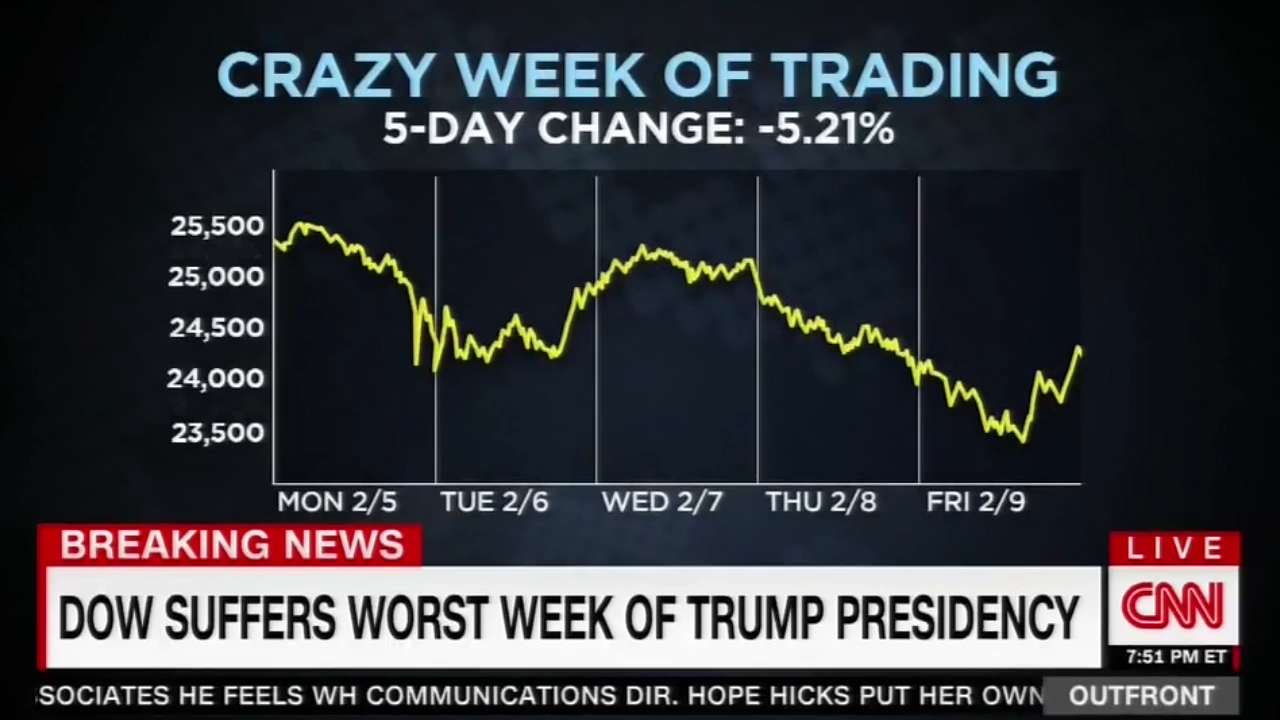 CRAZY WEEK OF TRADING
5-DAY CHANGE: -5.21%
25,500
25,000
24,500
24,000
23,500
MON 2/5 TUE 2/6 WED 2/7 THU 2/8 FRI 2/9
BREAKING NEWS
DOW SUFFERS WORST WEEK OF TRUMP PRESIDENCY
LIVE
CNN
7:51 PM ET
SSOCIATES HE FEELS WH COMMUNICATIONS DIR. HOPE HICKS PUT HER OWN
OUTFRONT